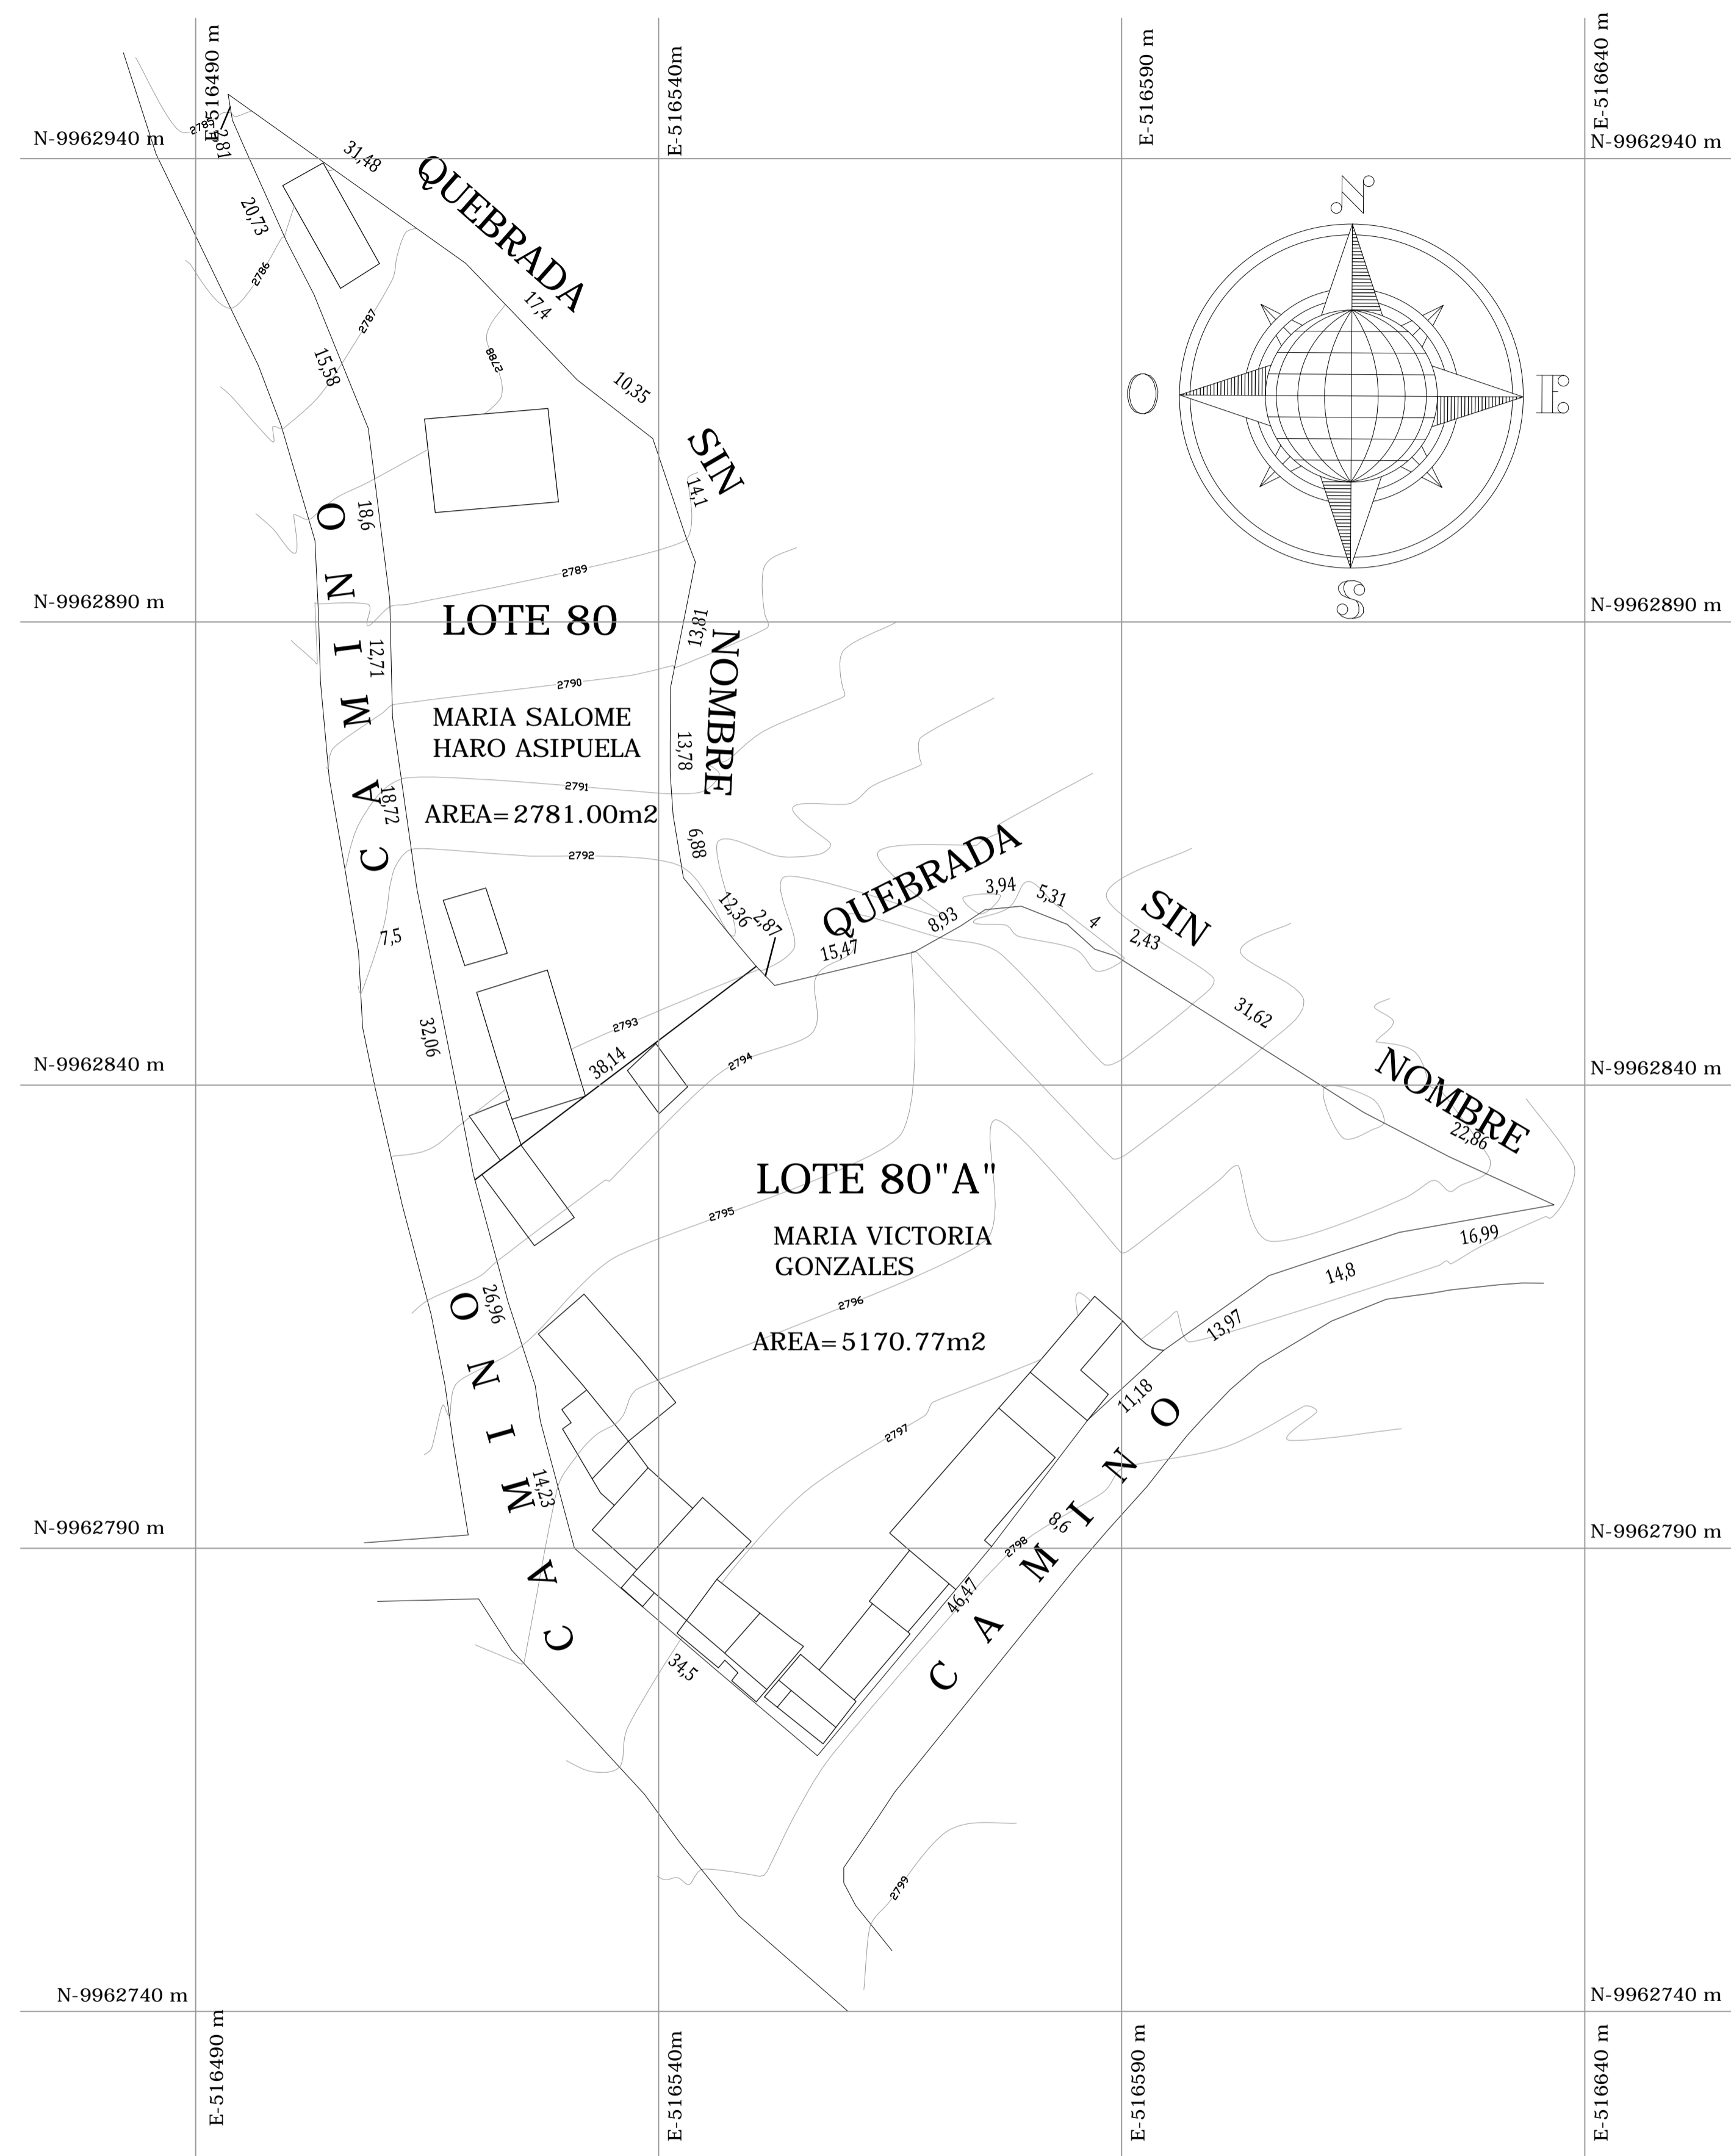 E-516490 m
E-516540m
E-516590 m
E-516640 m
N-9962940 m
N-9962940 m
2785
2,81
31,48
QUEBRADA
N
20,73
2786
17,4
2787
2788
15,58
10,35
O
E
SIN
14,1
S
18,6
2789
N-9962890 m
N-9962890 m
LOTE 80
13,81
NOMBRE
12,71
2790
MARIA SALOME
HARO ASIPUELA
13,78
2791
18,72
AREA=2781.00m2
CAMINO
6,88
2792
QUEBRADA
3,94
5,31
4
SIN
12,36
2,87
15,47
8,93
2,43
7,5
31,62
32,06
2793
38,14
2794
N-9962840 m
N-9962840 m
NOMBRE
22,86
LOTE 80"A"
2795
MARIA VICTORIA
GONZALES
16,99
14,8
26,96
2796
13,97
AREA=5170.77m2
11,18
2797
CAMINO
14,23
8,6
2798
N-9962790 m
N-9962790 m
46,47
CAMINO
34,5
2799
N-9962740 m
N-9962740 m
E-516490 m
E-516540m
E-516590 m
E-516640 m